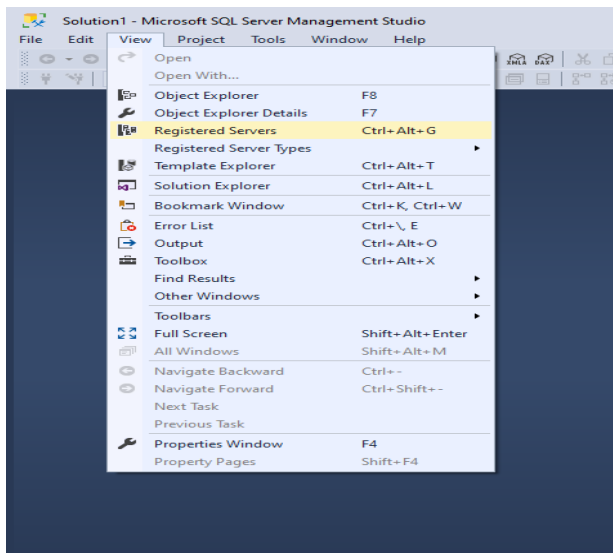 Solution1 - Microsoft SQL Server Management Studio
File Edit View Project Tools Window Help
Open
Open With...
Object Explorer F8
Object Explorer Details F7
Registered Servers Ctrl+Alt+G
Registered Server Types
Template Explorer Ctrl+Alt+T
Solution Explorer Ctrl+Alt+L
Bookmark Window Ctrl+K, Ctrl+W
Error List Ctrl+\, E
Output Ctrl+Alt+O
Toolbox Ctrl+Alt+X
Find Results
Other Windows
Toolbars
Full Screen Shift+Alt+Enter
All Windows Shift+Alt+M
Navigate Backward Ctrl+-
Navigate Forward Ctrl+Shift+-
Next Task
Previous Task
Properties Window F4
Property Pages Shift+F4
XMLA DAX